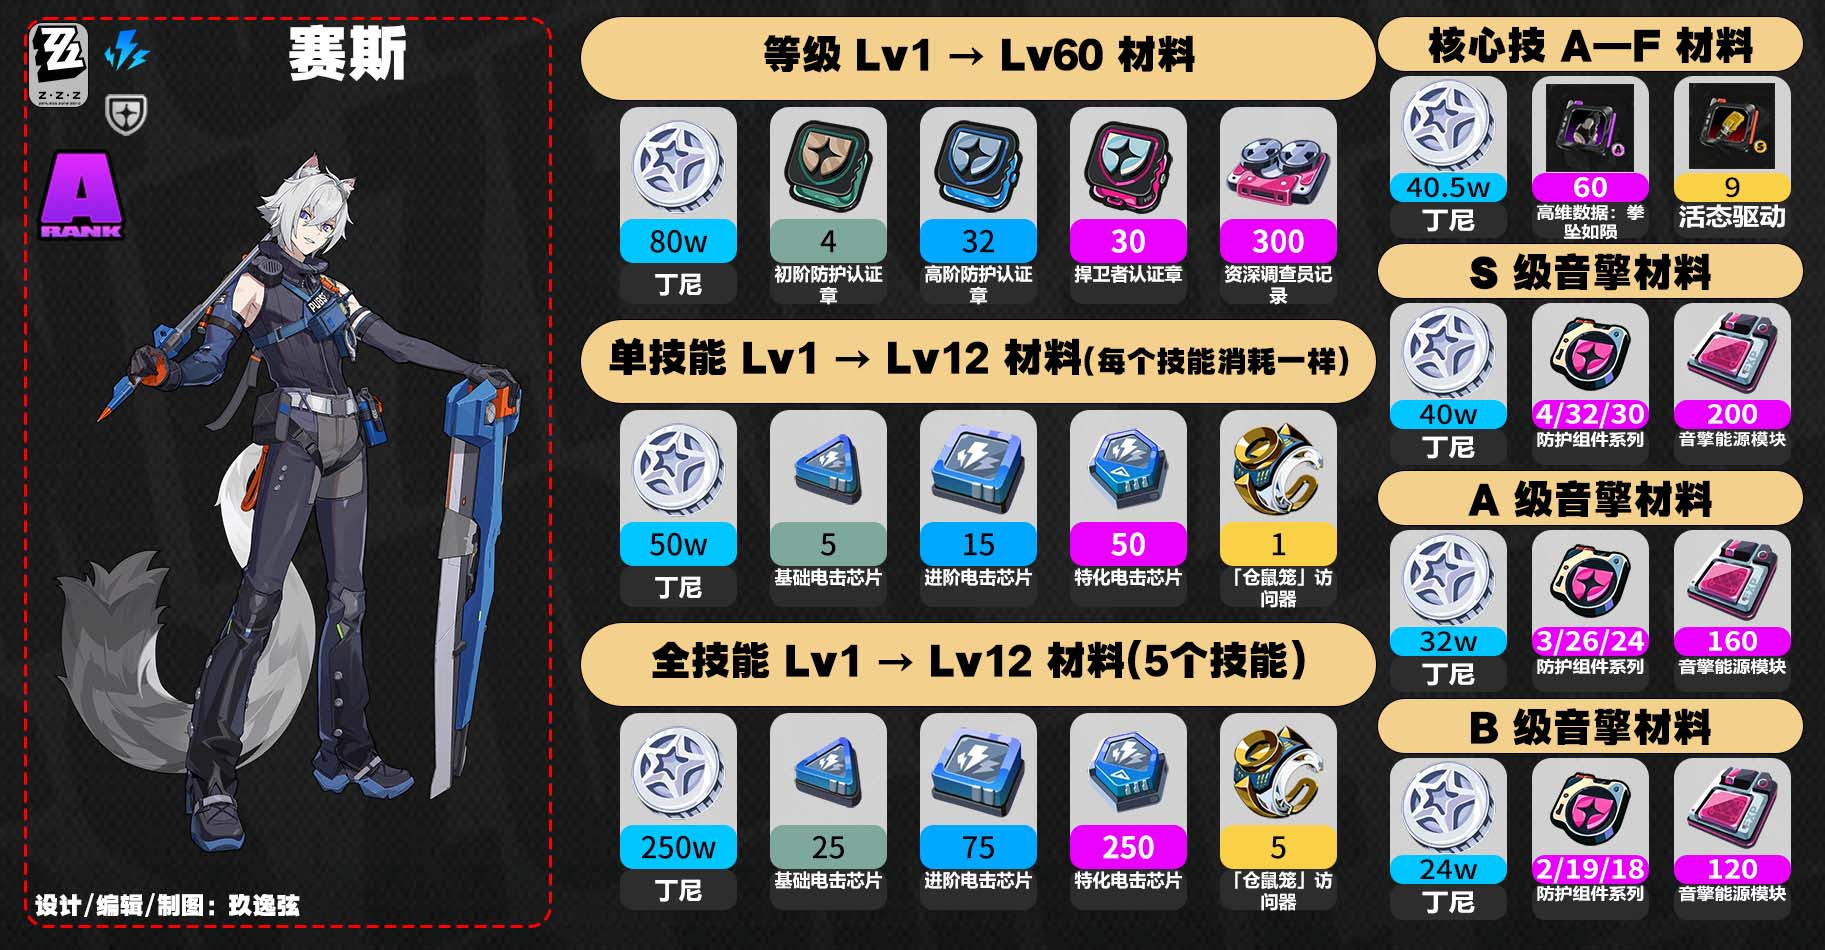 Z·Z·Z
赛斯
A
RANK
PUBS
设计/编辑/制图：玖逸弦
等级 Lv1 → Lv60 材料
80w
丁尼
4
初阶防护认证
章
32
高阶防护认证
章
30
捍卫者认证章
300
资深调查员记
录
单技能 Lv1 → Lv12 材料(每个技能消耗一样)
50w
丁尼
5
基础电击芯片
15
进阶电击芯片
50
特化电击芯片
1
「仓鼠笼」访
问器
全技能 Lv1 → Lv12 材料(5个技能)
250w
丁尼
25
基础电击芯片
75
进阶电击芯片
250
特化电击芯片
5
「仓鼠笼」访
问器
核心技 A—F 材料
40.5w
丁尼
60
高维数据：拳
坠如陨
9
活态驱动
S 级音擎材料
40w
丁尼
4/32/30
防护组件系列
200
音擎能源模块
A 级音擎材料
32w
丁尼
3/26/24
防护组件系列
160
音擎能源模块
B 级音擎材料
24w
丁尼
2/19/18
防护组件系列
120
音擎能源模块